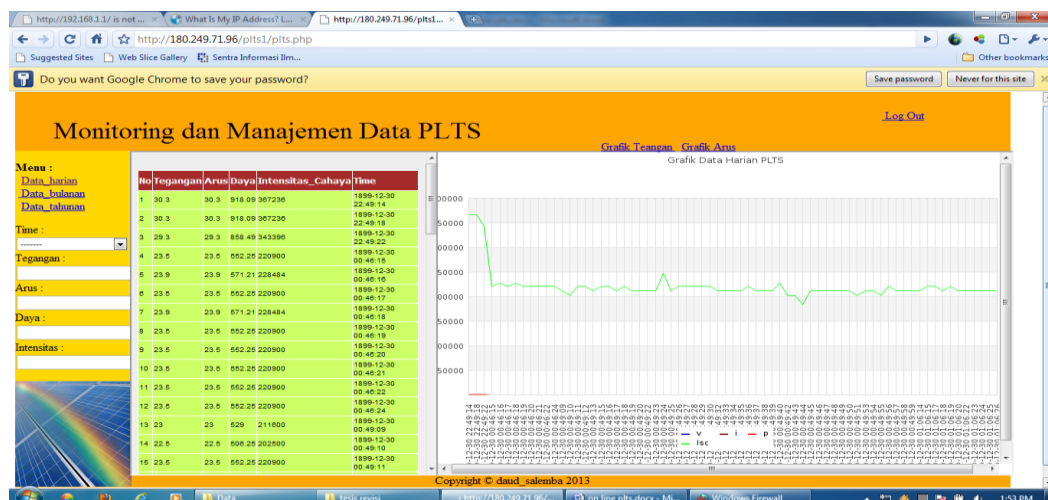 http://192.168.1.1/ is not ...
What Is My IP Address? L...
http://180.249.71.96/plts1...
http://180.249.71.96/plts1/plts.php
Suggested Sites
Web Slice Gallery
Sentra Informasi Ilm...
Other bookmarks
Do you want Google Chrome to save your password?
Save password
Never for this site
Log Out
Monitoring dan Manajemen Data PLTS
Grafik Teangan
Grafik Arus
Menu :
Data_harian
Data_bulanan
Data_tahunan
Time :
-------
Tegangan :
Arus :
Daya :
Intensitas :
No Tegangan Arus Daya Intensitas_Cahaya Time
1 30.3 30.3 918.09 367236 1899-12-30 22:49:14
2 30.3 30.3 918.09 367236 1899-12-30 22:49:18
3 29.3 29.3 858.49 343396 1899-12-30 22:49:22
4 23.5 23.5 552.25 220900 1899-12-30 00:46:15
5 23.9 23.9 571.21 228484 1899-12-30 00:46:16
6 23.5 23.5 552.25 220900 1899-12-30 00:46:17
7 23.9 23.9 571.21 228484 1899-12-30 00:46:18
8 23.5 23.5 552.25 220900 1899-12-30 00:46:19
9 23.5 23.5 552.25 220900 1899-12-30 00:46:20
10 23.5 23.5 552.25 220900 1899-12-30 00:46:21
11 23.5 23.5 552.25 220900 1899-12-30 00:46:22
12 23.5 23.5 552.25 220900 1899-12-30 00:46:24
13 23 23 529 211600 1899-12-30 00:49:09
14 22.5 22.5 506.25 202500 1899-12-30 00:49:10
15 23.5 23.5 552.25 220900 1899-12-30 00:49:11
Grafik Data Harian PLTS
00000
50000
00000
50000
00000
50000
00000
50000
v
i
p
Isc
Copyright © daud_salemba 2013
Data
tesis revisi
http://180.249.71.96/...
on line plts.docx - Mi...
Windows Firewall
1:53 PM